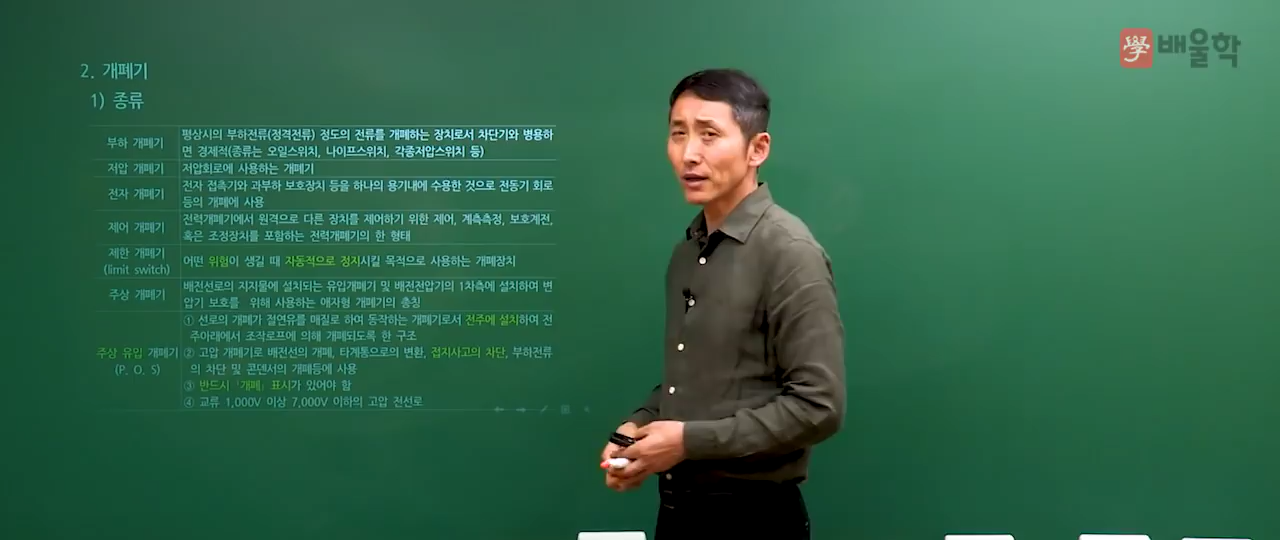 學 배울학
2. 개폐기
1) 종류
부하 개폐기
평상시의 부하전류(정격전류) 정도의 전류를 개폐하는 장치로서 차단기와 병용하
면 경제적(종류는 오일스위치, 나이프스위치, 각종저압스위치 등)
저압 개폐기
저압회로에 사용하는 개폐기
전자 개폐기
전자 접촉기와 과부하 보호장치 등을 하나의 용기내에 수용한 것으로 전동기 회로
등의 개폐에 사용
제어 개폐기
전력개폐기에서 원격으로 다른 장치를 제어하기 위한 제어, 계측측정, 보호계전,
혹은 조정장치를 포함하는 전력개폐기의 한 형태
제한 개폐기
(limit switch)
어떤 위험이 생길 때 자동적으로 정지시킬 목적으로 사용하는 개폐장치
주상 개폐기
배전선로의 지지물에 설치되는 유입개폐기 및 배전전압기의 1차측에 설치하여 변
압기 보호를 위해 사용하는 애자형 개폐기의 총칭
주상 유입 개폐기
(P. O. S)
① 선로의 개폐가 절연유를 매질로 하여 동작하는 개폐기로서 전주에 설치하여 전
주아래에서 조작로프에 의해 개폐되도록 한 구조
② 고압 개폐기로 배전선의 개폐, 타계통으로의 변환, 접지사고의 차단, 부하전류
의 차단 및 콘덴서의 개폐등에 사용
③ 반드시 「개폐」 표시가 있어야 함
④ 교류 1,000V 이상 7,000V 이하의 고압 전선로